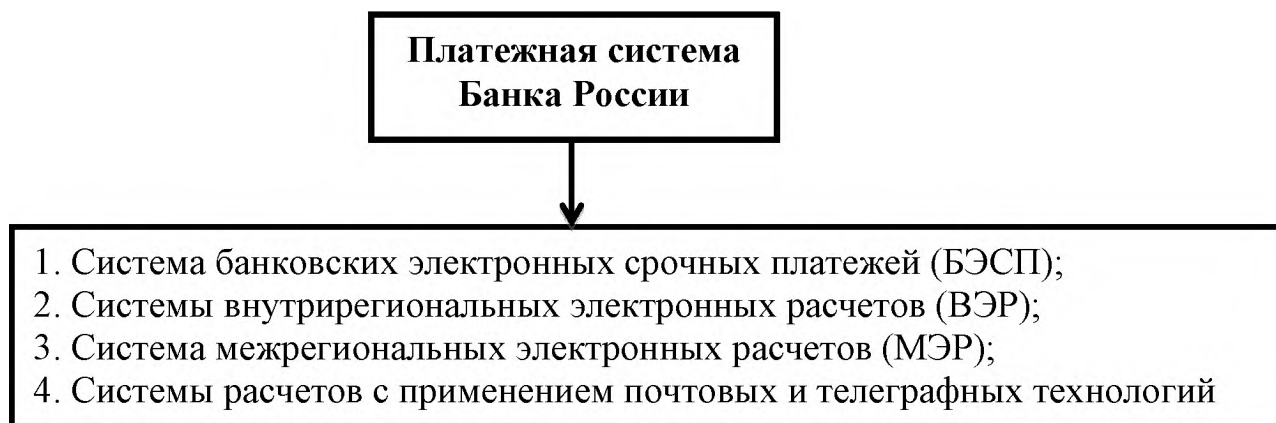 Платежная система
Банка России
1. Система банковских электронных срочных платежей (БЭСП);
2. Системы внутрирегиональных электронных расчетов (ВЭР);
3. Система межрегиональных электронных расчетов (МЭР);
4. Системы расчетов с применением почтовых и телеграфных технологий